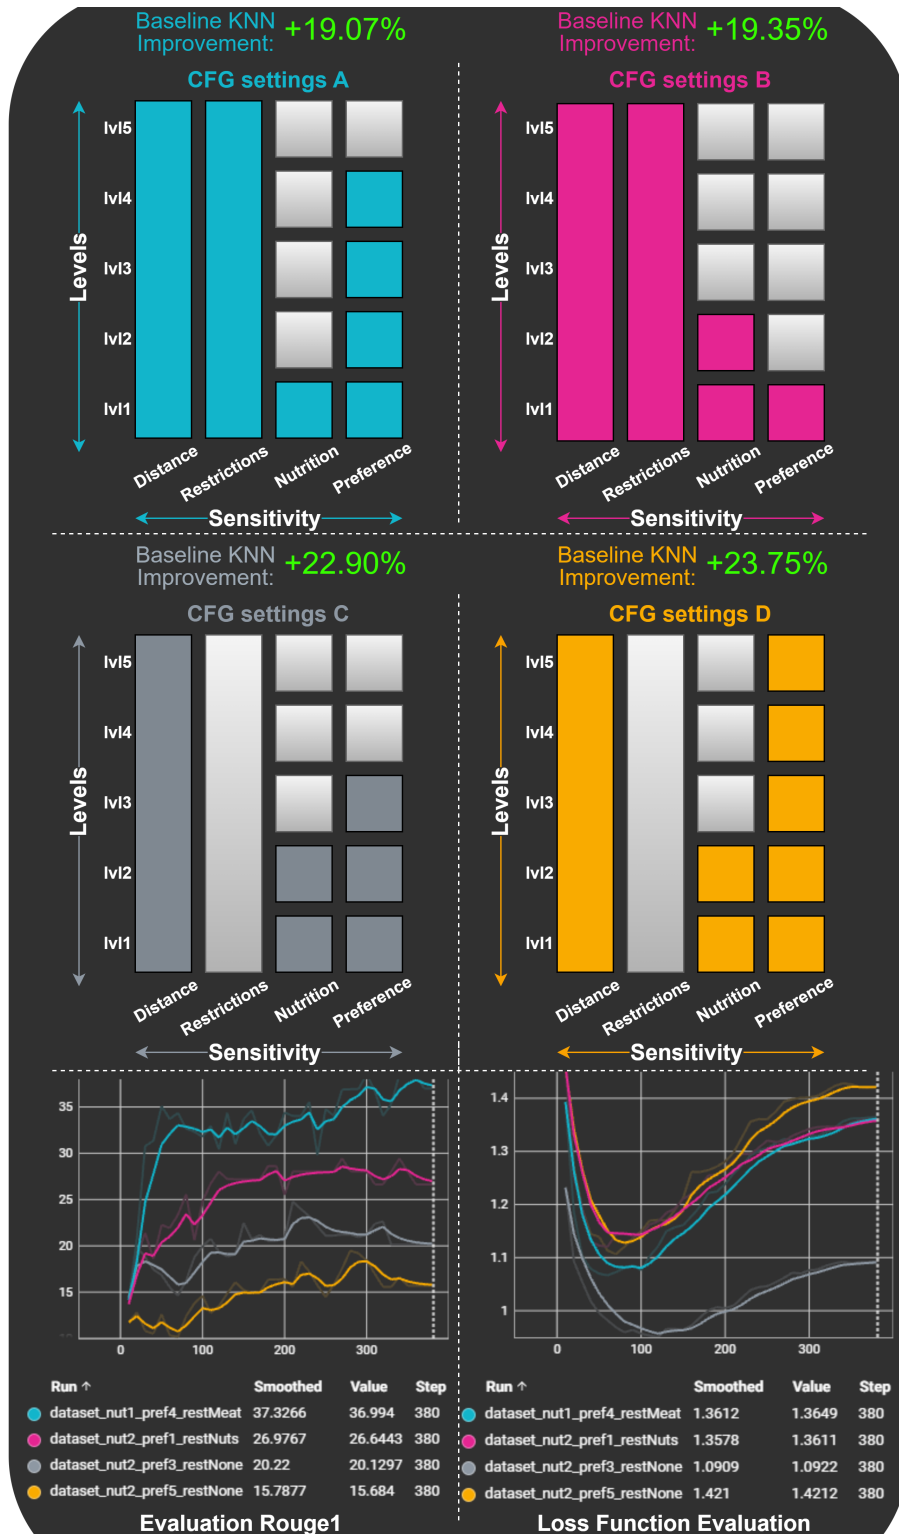 Baseline KNN
Improvement: +19.07%
CFG settings A
lvl5
lvl4
lvl3
lvl2
lvl1
Levels
Distance
Restrictions
Nutrition
Preference
Sensitivity
Baseline KNN
Improvement: +19.35%
CFG settings B
lvl5
lvl4
lvl3
lvl2
lvl1
Levels
Distance
Restrictions
Nutrition
Preference
Sensitivity
Baseline KNN
Improvement: +22.90%
CFG settings C
lvl5
lvl4
lvl3
lvl2
lvl1
Levels
Distance
Restrictions
Nutrition
Preference
Sensitivity
Baseline KNN
Improvement: +23.75%
CFG settings D
lvl5
lvl4
lvl3
lvl2
lvl1
Levels
Distance
Restrictions
Nutrition
Preference
Sensitivity
35
30
25
20
15
0 100 200 300
Run ↑ Smoothed Value Step
dataset_nut1_pref4_restMeat 37.3266 36.994 380
dataset_nut2_pref1_restNuts 26.9767 26.6443 380
dataset_nut2_pref3_restNone 20.22 20.1297 380
dataset_nut2_pref5_restNone 15.7877 15.684 380
Evaluation Rouge1
1.4
1.3
1.2
1.1
1
0 100 200 300
Run ↑ Smoothed Value Step
dataset_nut1_pref4_restMeat 1.3612 1.3649 380
dataset_nut2_pref1_restNuts 1.3578 1.3611 380
dataset_nut2_pref3_restNone 1.0909 1.0922 380
dataset_nut2_pref5_restNone 1.421 1.4212 380
Loss Function Evaluation